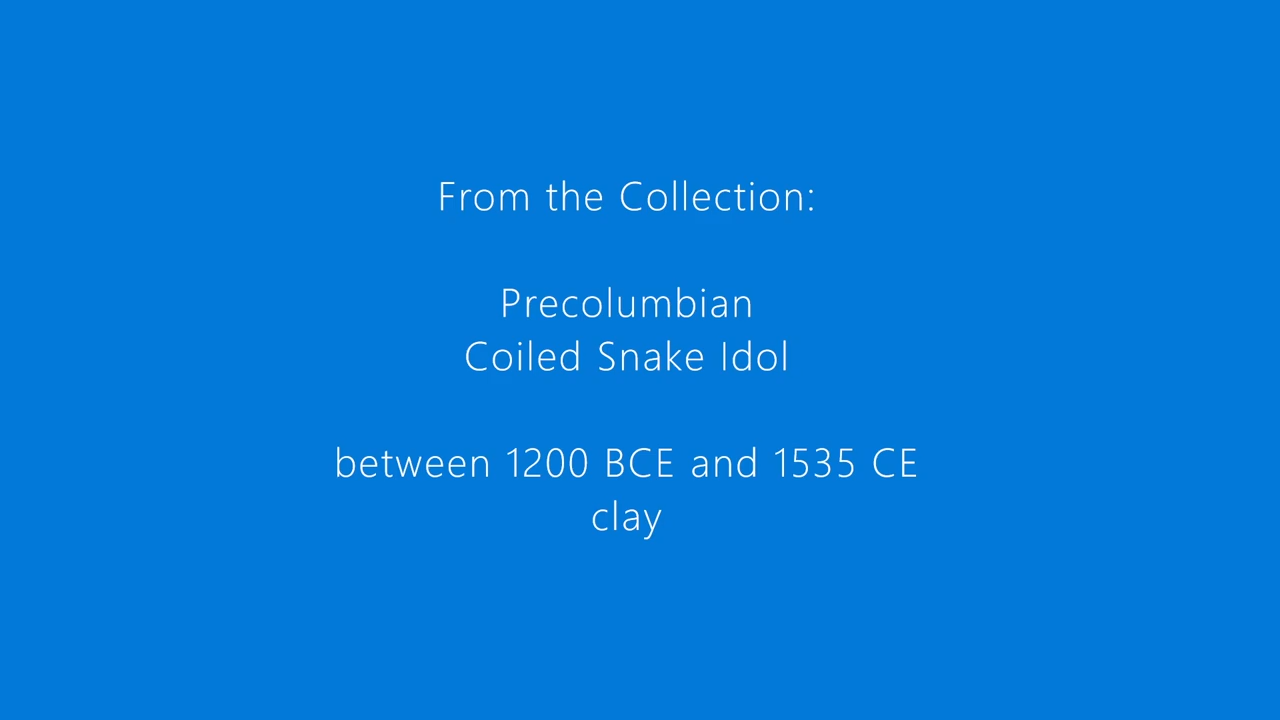 From the Collection:
Precolumbian
Coiled Snake Idol
between 1200 BCE and 1535 CE
clay